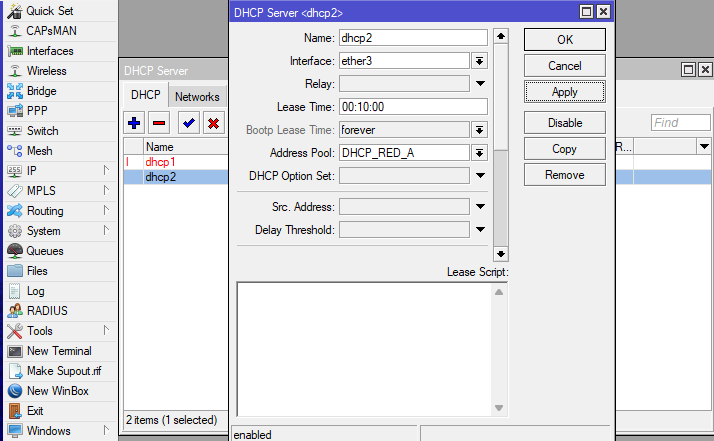 Quick Set
CAPsMAN
Interfaces
Wireless
Bridge
PPP
Switch
Mesh
IP
MPLS
Routing
System
Queues
Files
Log
RADIUS
Tools
New Terminal
Make Supout.rif
New WinBox
Exit
Windows
DHCP Server
DHCP Networks
Find
Name
R...
I dhcp1
dhcp2
2 items (1 selected)
DHCP Server <dhcp2>
Name: dhcp2
Interface: ether3
Relay:
Lease Time: 00:10:00
Bootp Lease Time: forever
Address Pool: DHCP_RED_A
DHCP Option Set:
Src. Address:
Delay Threshold:
Lease Script:
OK
Cancel
Apply
Disable
Copy
Remove
enabled